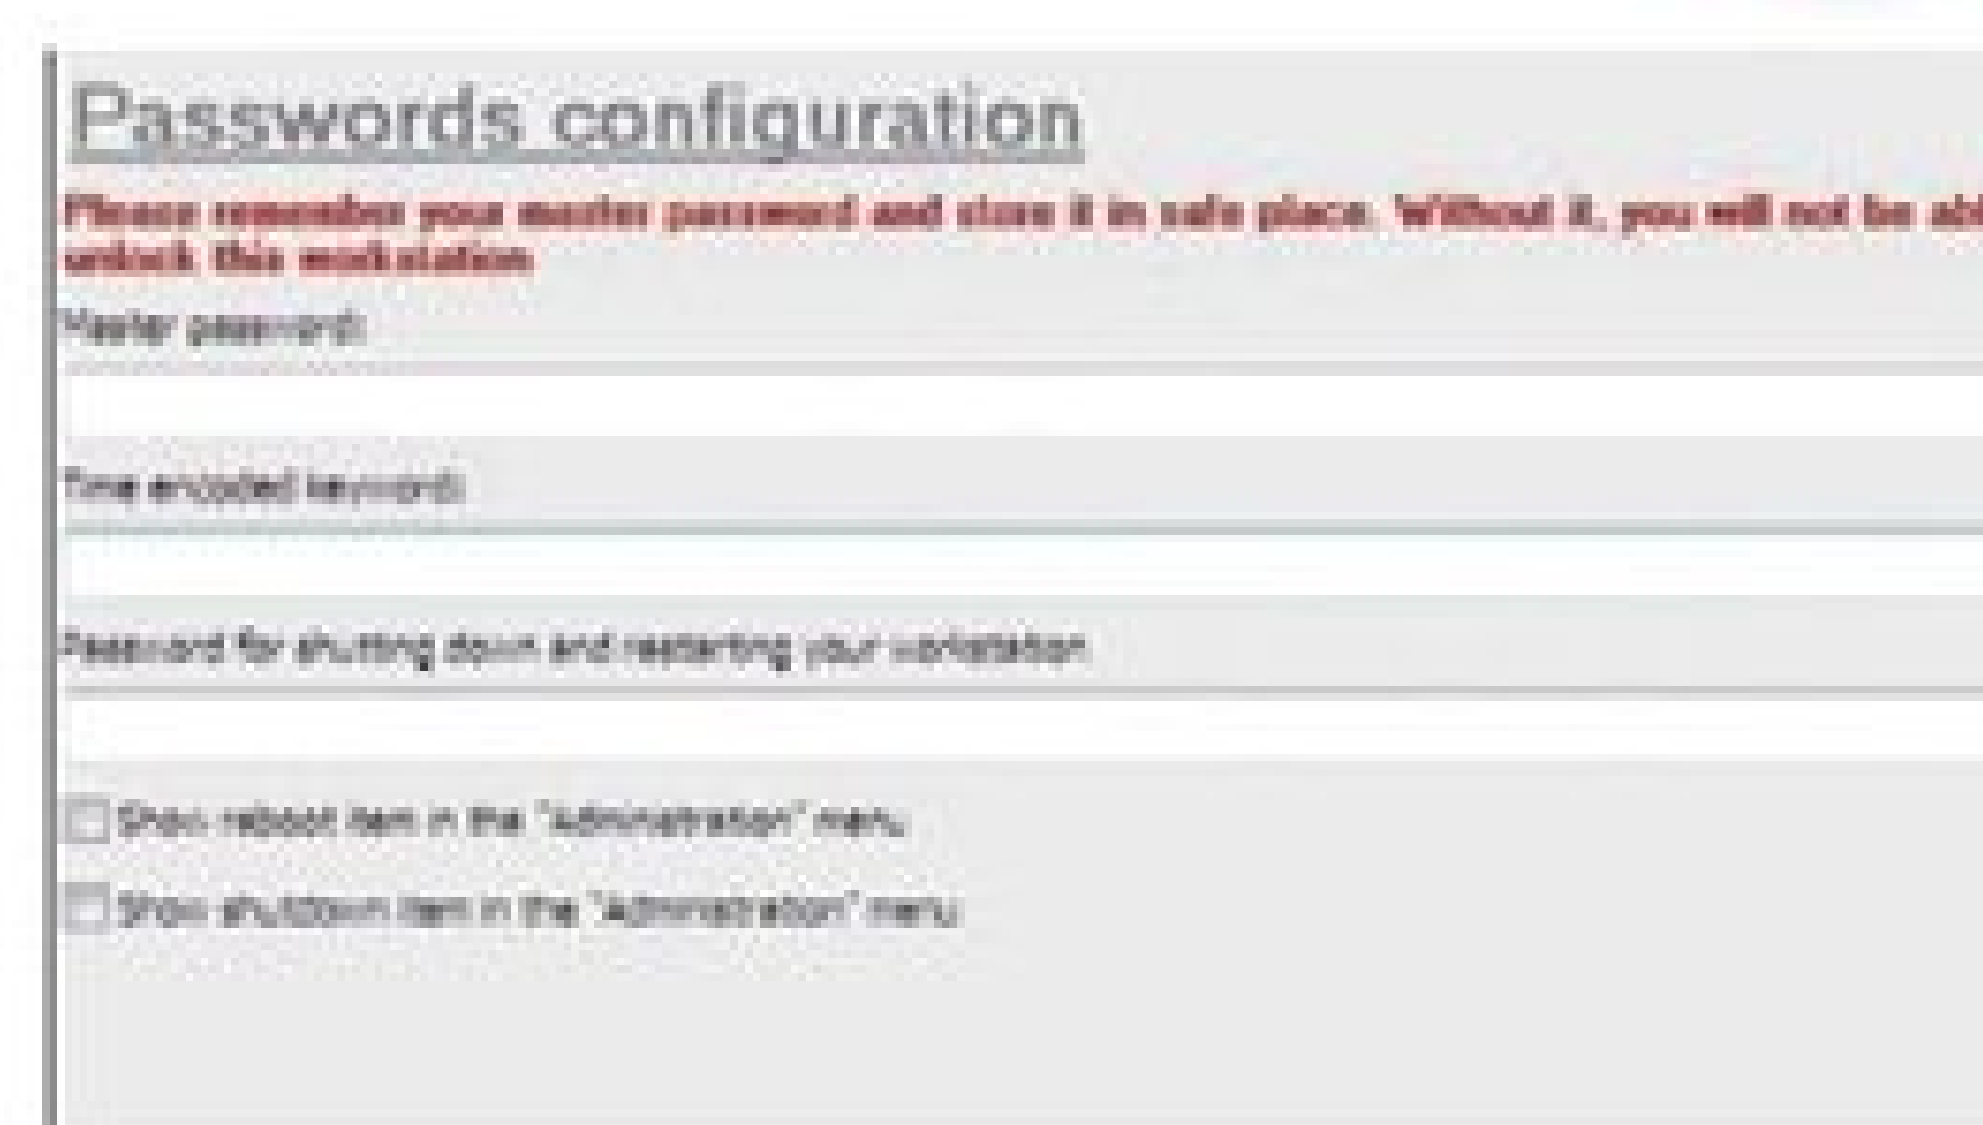 Passwords configuration
Please remember your master password and store it in safe place. Without it, you will not be abl
unlock this workstation
Master password:
Time encoded keyword:
Password for shutting down and restarting your workstation
Show reboot item in the "Administration" menu
Show shutdown item in the "Administration" menu